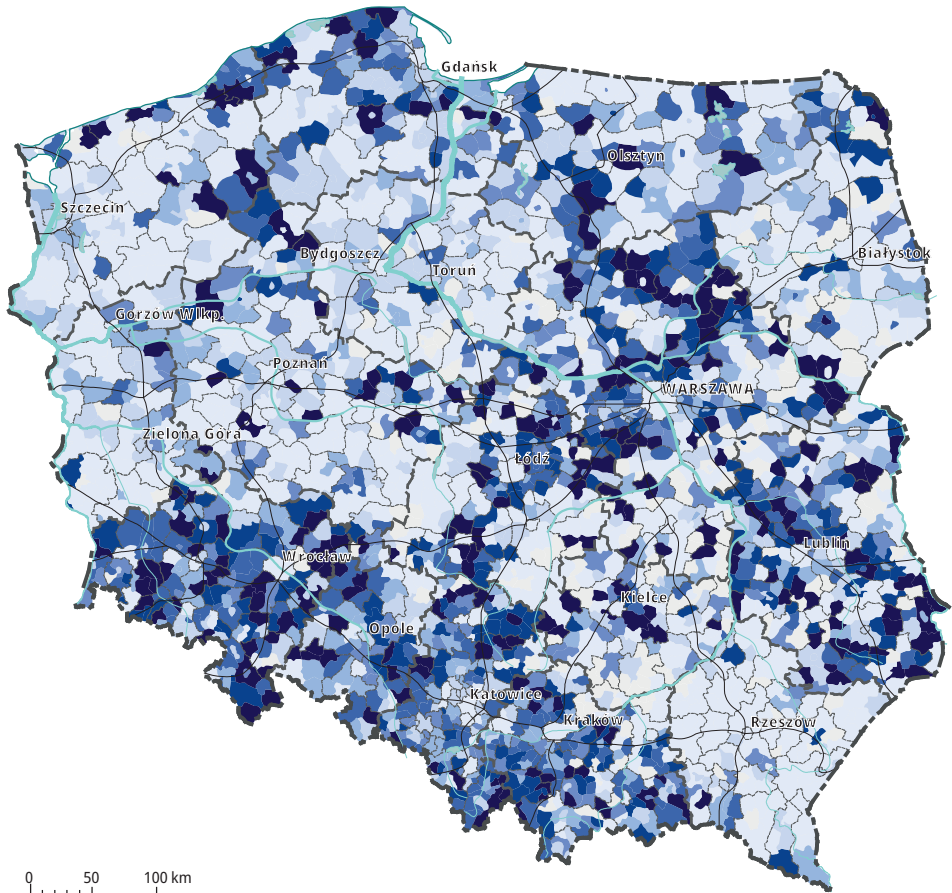 Gdańsk
Olsztyn
Szczecin
Bydgoszcz
Białystok
Toruń
Gorzów Wlkp.
Poznań
WARSZAWA
Zielona Góra
Łódź
Lublin
Wrocław
Kielce
Opole
Katowice
Kraków
Rzeszów
0 50 100 km